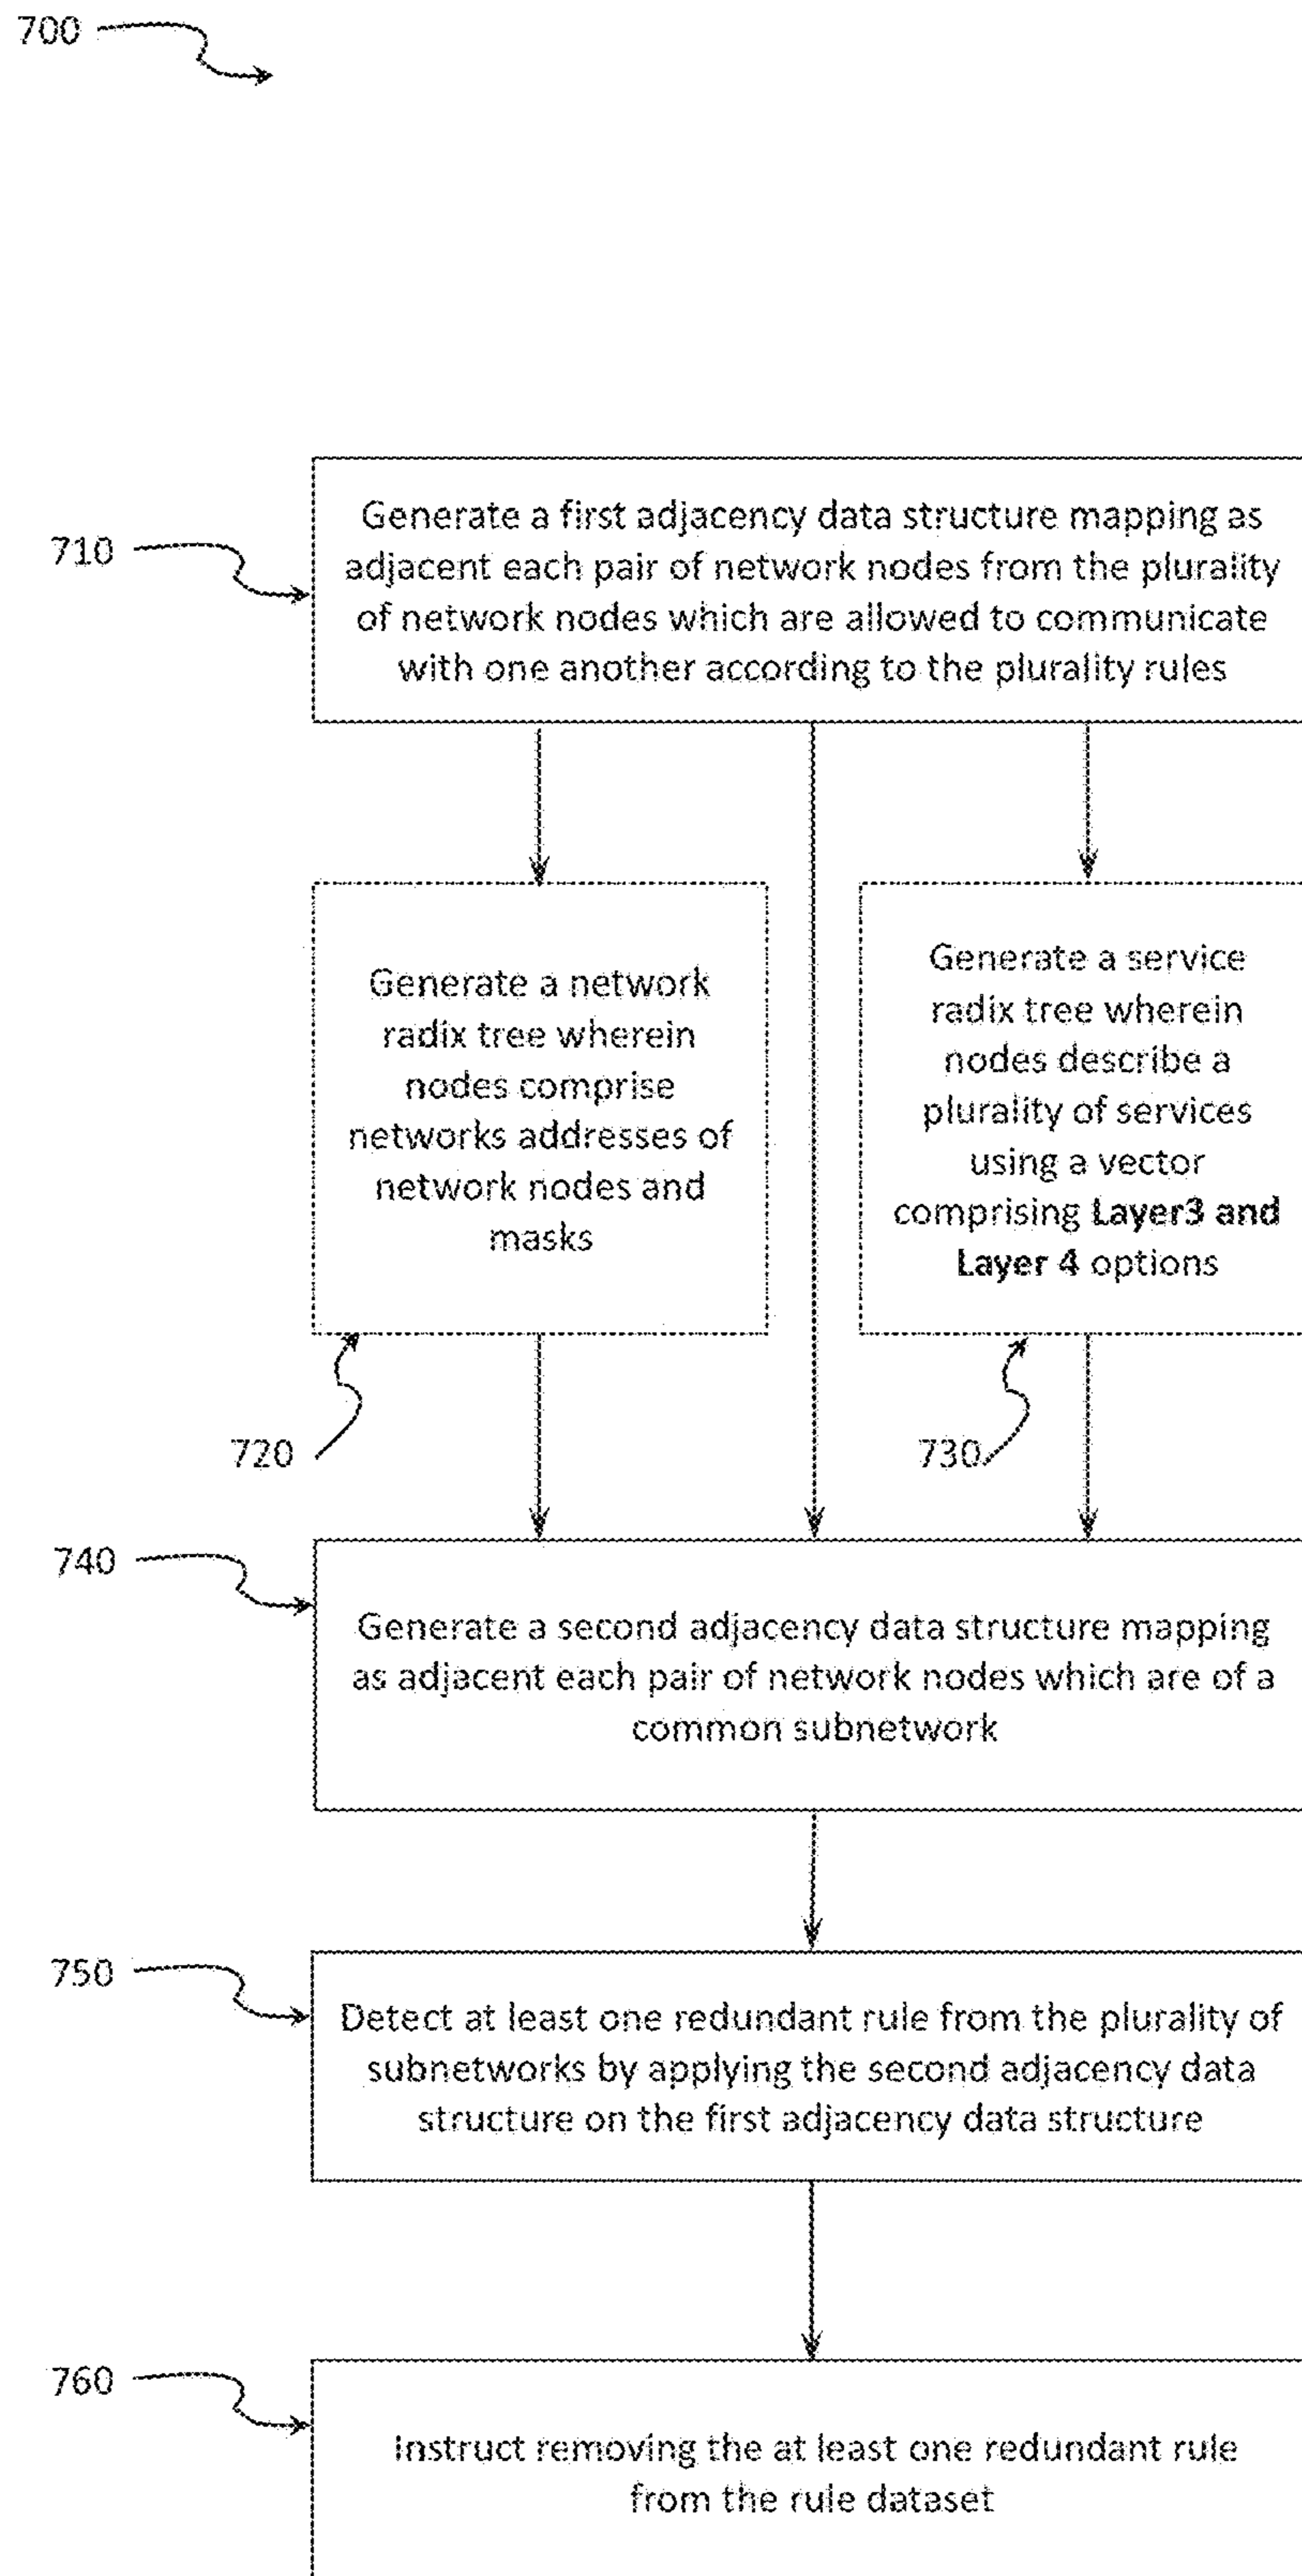 700
710
Generate a first adjacency data structure mapping as
adjacent each pair of network nodes from the plurality
of network nodes which are allowed to communicate
with one another according to the plurality rules
Generate a network
radix tree wherein
nodes comprise
networks addresses of
network nodes and
masks
720
Generate a service
radix tree wherein
nodes describe a
plurality of services
using a vector
comprising Layer3 and
Layer 4 options
730
740
Generate a second adjacency data structure mapping
as adjacent each pair of network nodes which are of a
common subnetwork
750
Detect at least one redundant rule from the plurality of
subnetworks by applying the second adjacency data
structure on the first adjacency data structure
760
Instruct removing the at least one redundant rule
from the rule dataset